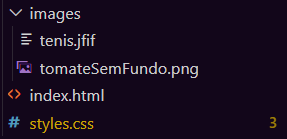 images
tenis.jfif
tomateSemFundo.png
index.html
styles.css 3